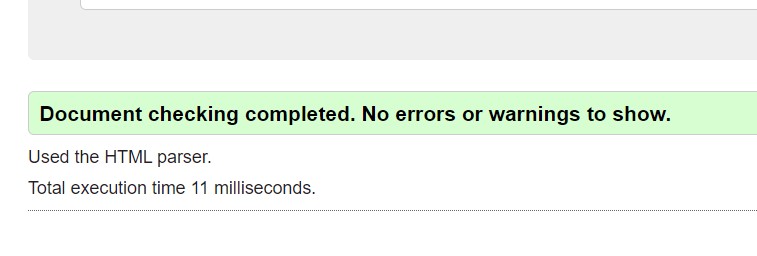 Document checking completed. No errors or warnings to show.
Used the HTML parser.
Total execution time 11 milliseconds.